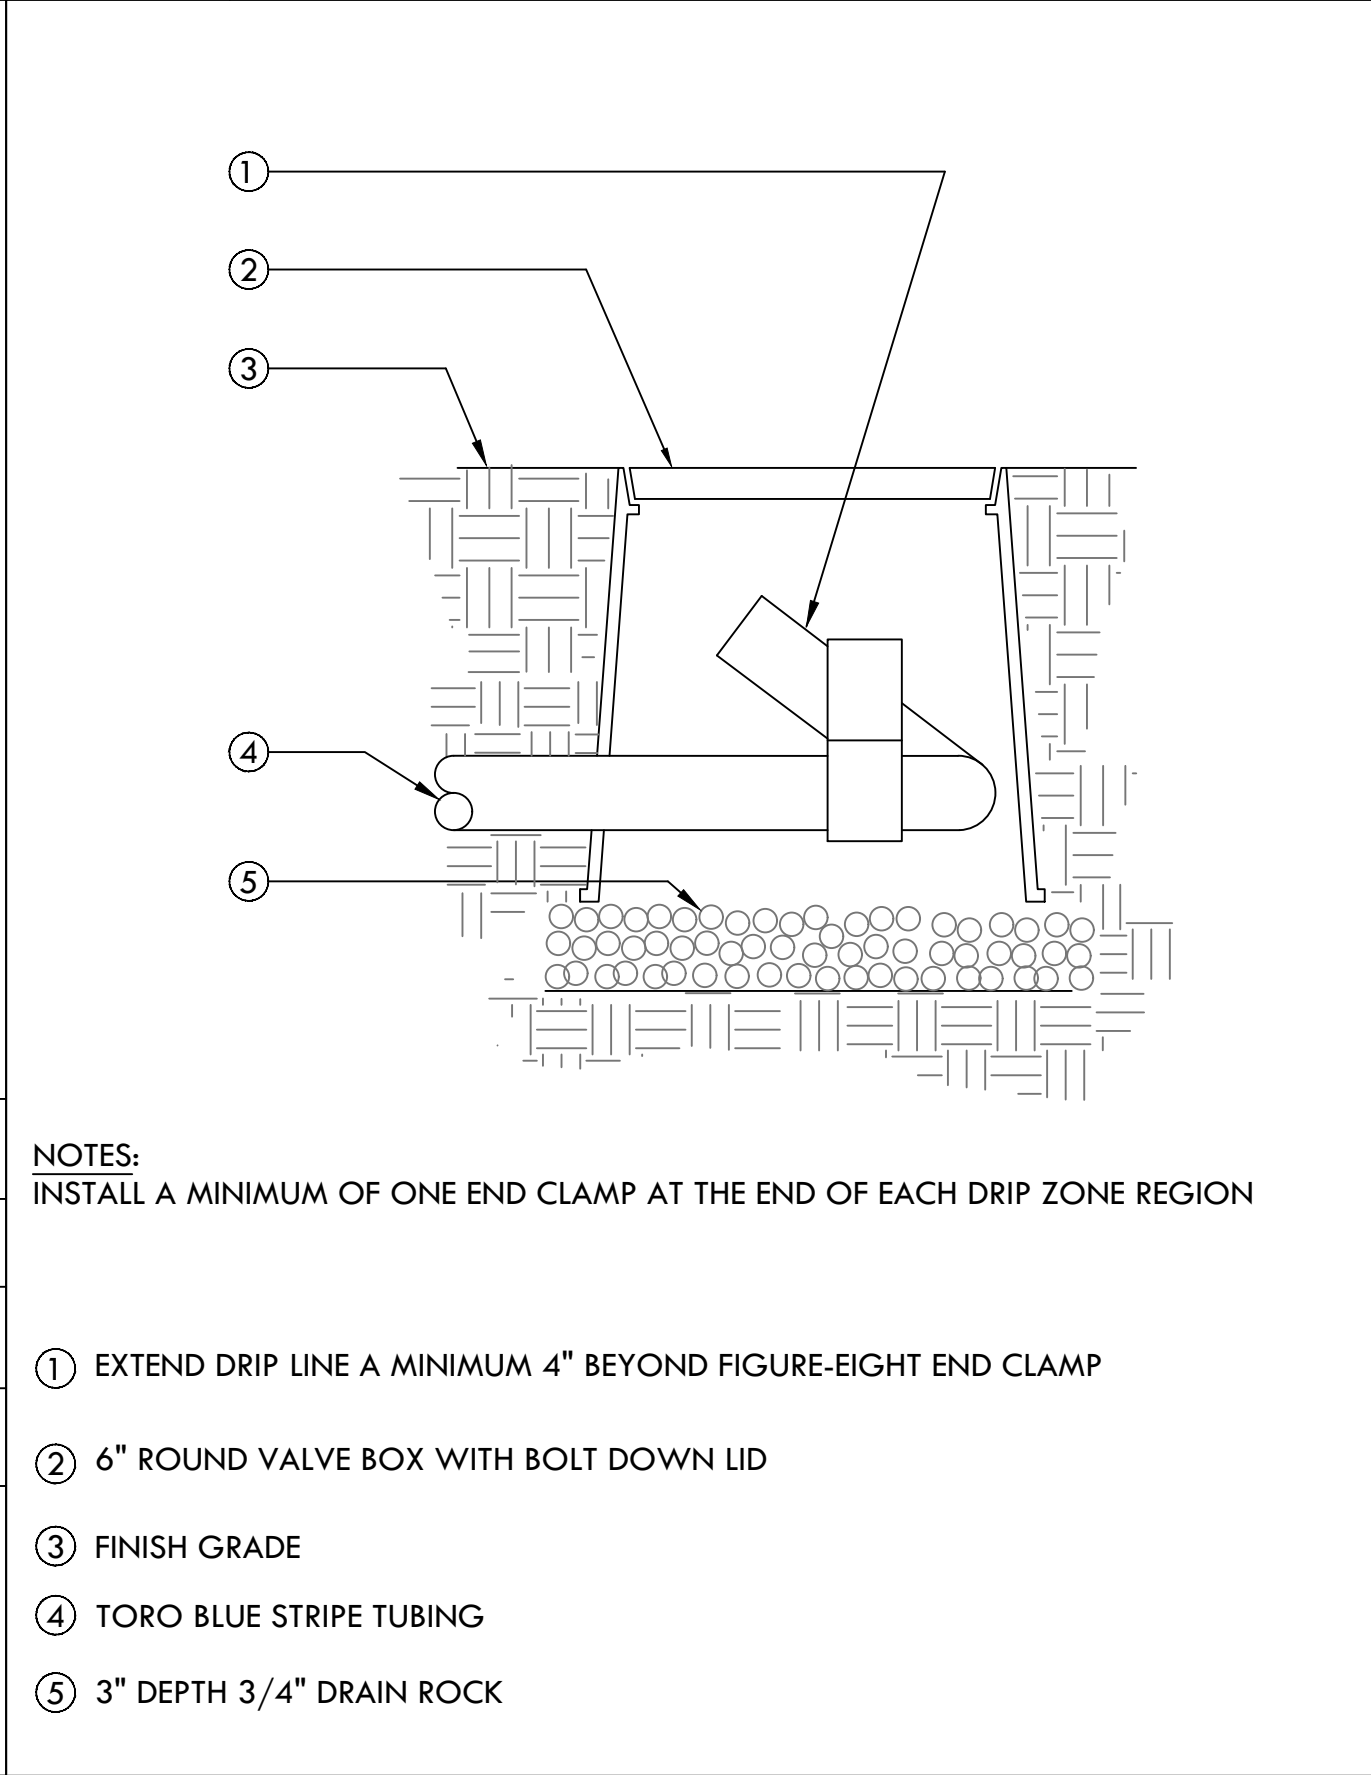 1
2
3
4
5
NOTES:
INSTALL A MINIMUM OF ONE END CLAMP AT THE END OF EACH DRIP ZONE REGION
1 EXTEND DRIP LINE A MINIMUM 4" BEYOND FIGURE-EIGHT END CLAMP
2 6" ROUND VALVE BOX WITH BOLT DOWN LID
3 FINISH GRADE
4 TORO BLUE STRIPE TUBING
5 3" DEPTH 3/4" DRAIN ROCK